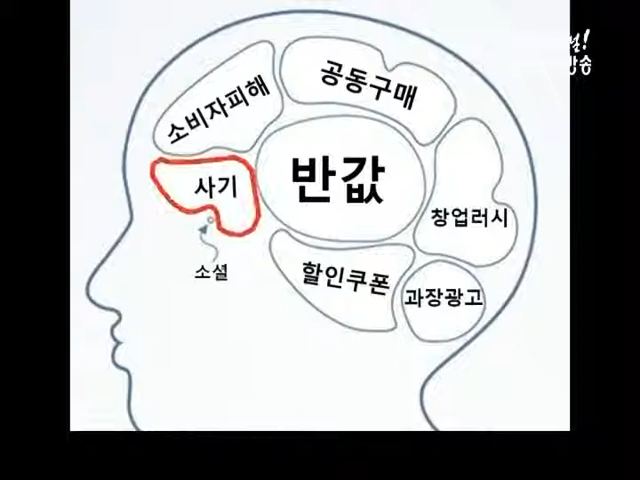 공동구매
소비자피해
반값
사기
창업러시
소셜
할인쿠폰
과장광고